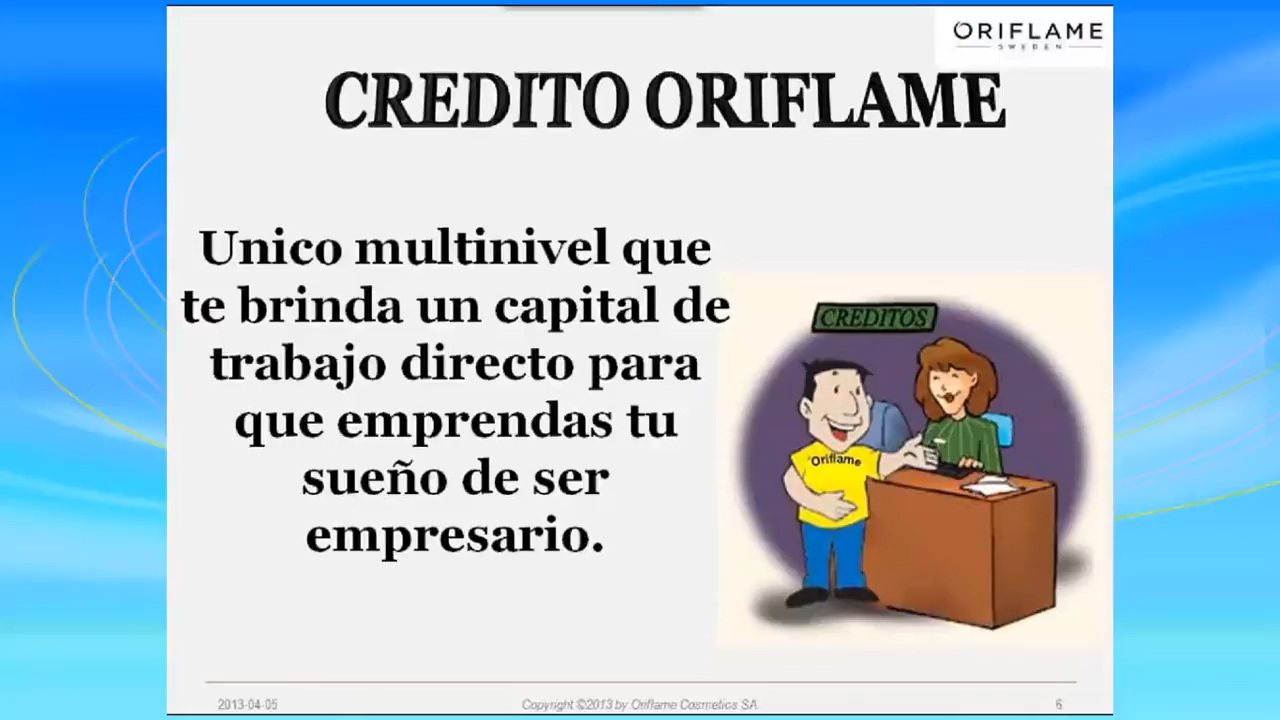 ORIFLAME
SWEDEN
CREDITO ORIFLAME
Unico multinivel que
te brinda un capital de
trabajo directo para
que emprendas tu
sueño de ser
empresario.
CREDITOS
Oriflame
2013-04-05
Copyright ©2013 by Oriflame Cosmetics SA
6